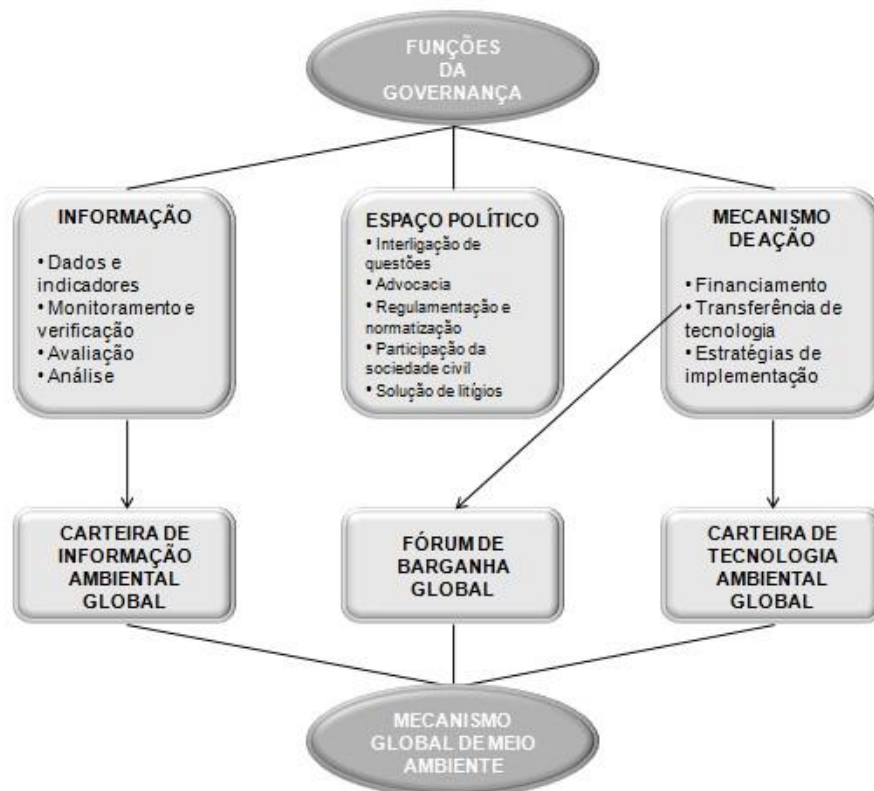 FUNÇÕES
DA
GOVERNANÇA
INFORMAÇÃO
• Dados e
indicadores
• Monitoramento e
verificação
• Avaliação
• Análise
ESPAÇO POLÍTICO
• Interligação de
questões
• Advocacia
• Regulamentação e
normatização
• Participação da
sociedade civil
• Solução de litígios
MECANISMO
DE AÇÃO
• Financiamento
• Transferência de
tecnologia
• Estratégias de
implementação
CARTEIRA DE
INFORMAÇÃO
AMBIENTAL
GLOBAL
FÓRUM DE
BARGANHA
GLOBAL
CARTEIRA DE
TECNOLOGIA
AMBIENTAL
GLOBAL
MECANISMO
GLOBAL DE MEIO
AMBIENTE